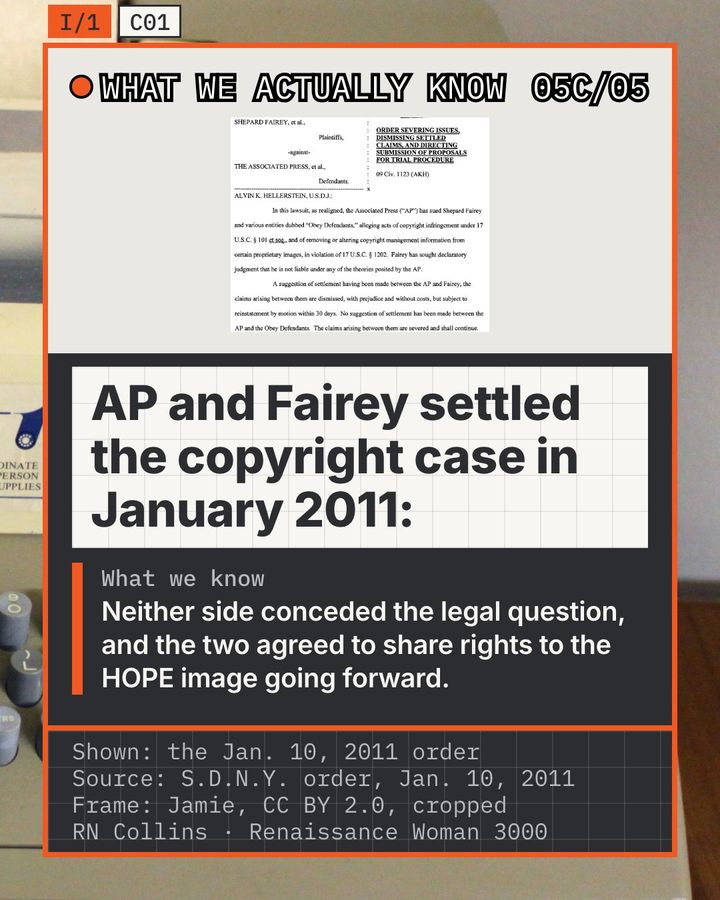 I/1 C01
WHAT WE ACTUALLY KNOW 05C/05
SHEPARD FAIREY, et al.,
Plaintiffs,
-against-
THE ASSOCIATED PRESS, et al.,
Defendants.
ORDER SEVERING ISSUES,
DISMISSING SETTLED
CLAIMS, AND DIRECTING
SUBMISSION OF PROPOSALS
FOR TRIAL PROCEDURE
09 Civ. 1123 (AKH)
ALVIN K. HELLERSTEIN, U.S.D.J.:
In this lawsuit, as realigned, the Associated Press ("AP") has sued Shepard Fairey
and various entities dubbed "Obey Defendants," alleging acts of copyright infringement under 17
U.S.C. § 101 et seq., and of removing or altering copyright management information from
certain proprietary images, in violation of 17 U.S.C. § 1202. Fairey has sought declaratory
judgment that he is not liable under any of the theories posited by the AP.
A suggestion of settlement having been made between the AP and Fairey, the
claims arising between them are dismissed, with prejudice and without costs, but subject to
reinstatement by motion within 30 days. No suggestion of settlement has been made between the
AP and the Obey Defendants. The claims arising between them are severed and shall continue.
AP and Fairey settled
the copyright case in
January 2011:
What we know
Neither side conceded the legal question,
and the two agreed to share rights to the
HOPE image going forward.
Shown: the Jan. 10, 2011 order
Source: S.D.N.Y. order, Jan. 10, 2011
Frame: Jamie, CC BY 2.0, cropped
RN Collins · Renaissance Woman 3000
DINATE
PERSON
UPPLIES